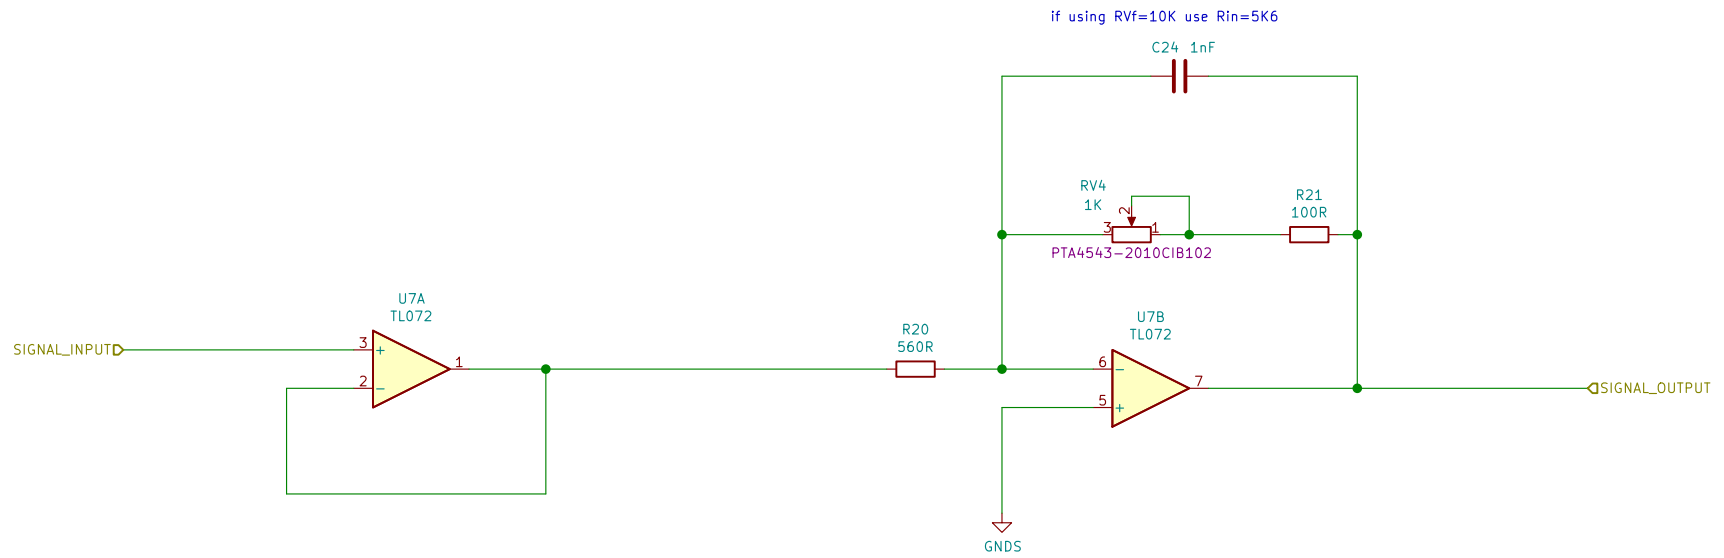 if using RVf=10K use Rin=5K6
C24 1nF
RV4
1K
2
3
1
PTA4543-2010CIB102
R21
100R
U7A
TL072
SIGNAL_INPUT
3
+
2
-
1
R20
560R
U7B
TL072
6
-
5
+
7
SIGNAL_OUTPUT
GNDS